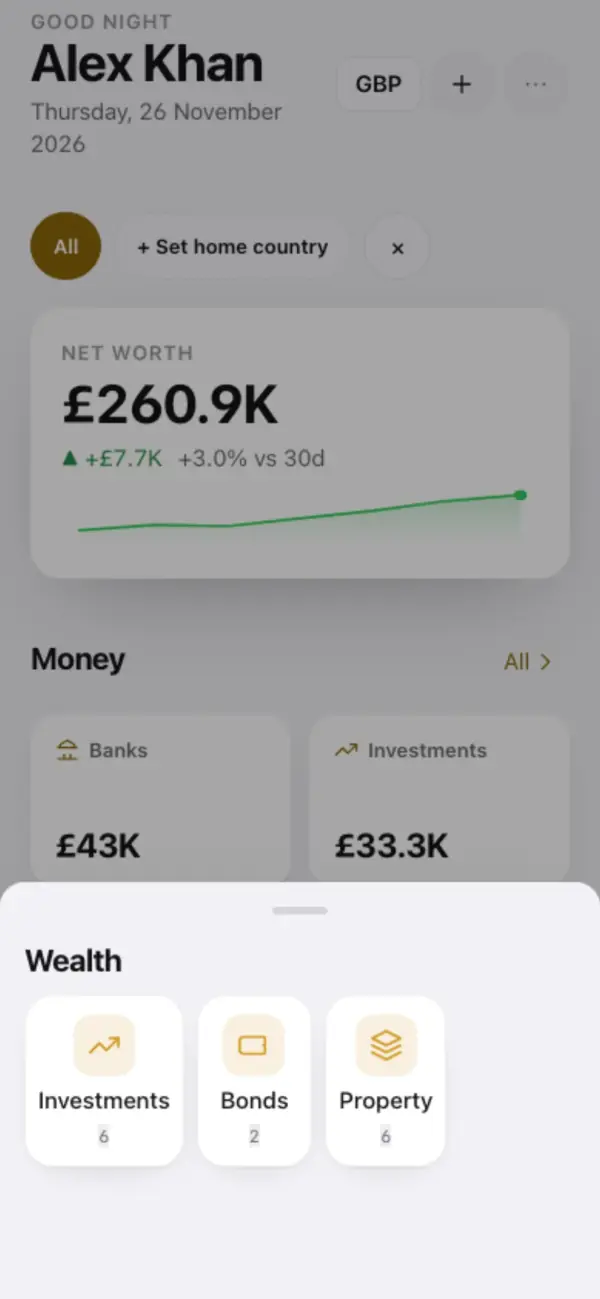 GOOD NIGHT
Alex Khan
Thursday, 26 November
2026
GBP
+
...
All
+ Set home country
×
NET WORTH
£260.9K
▲ +£7.7K +3.0% vs 30d
Money
All >
Banks
Investments
£43K
£33.3K
Wealth
Investments
6
Bonds
2
Property
6